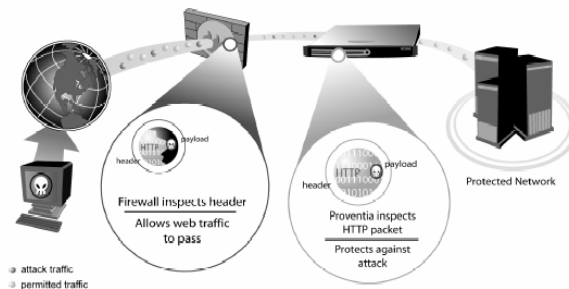 header
HTTP
payload
Firewall inspects header
Allows web traffic
to pass
header
HTTP
payload
Proventia inspects
HTTP packet
Protects against
attack
Protected Network
attack traffic
permitted traffic